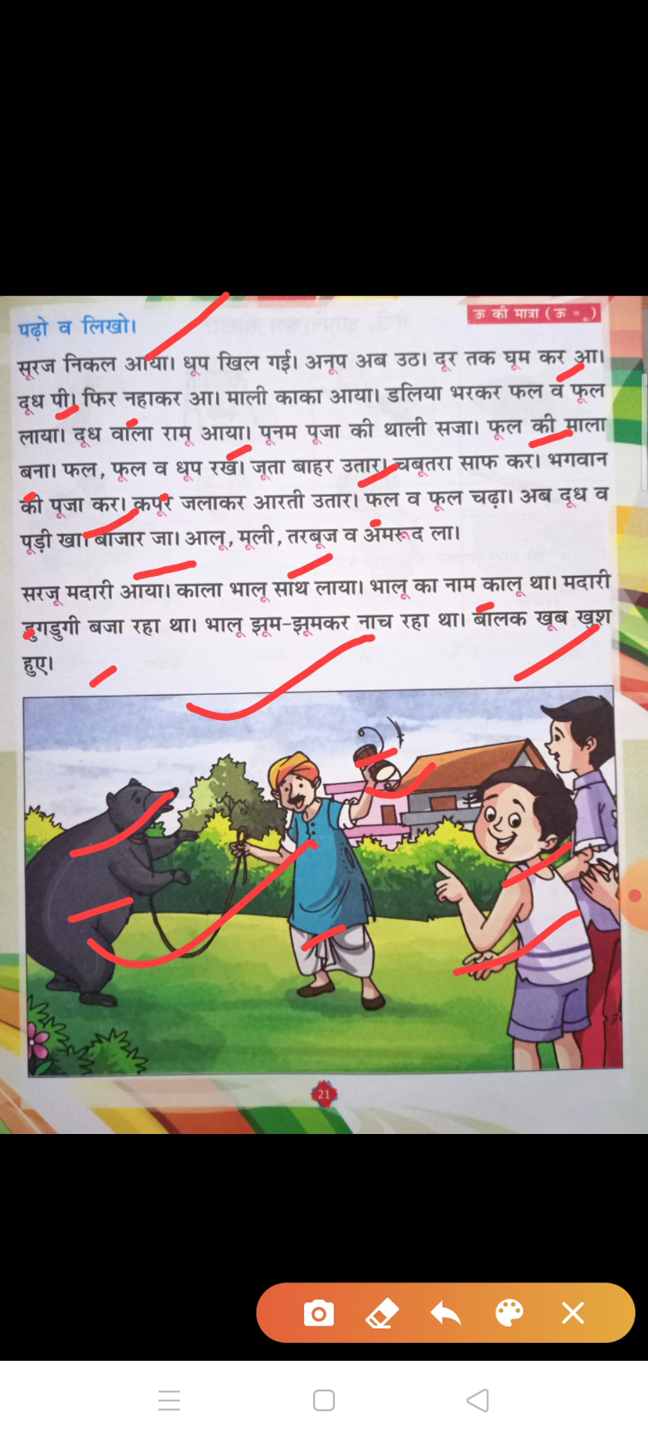 पढ़ो व लिखो।
ऊ की मात्रा ( ऊ = ू )
सूरज निकल आया। धूप खिल गई। अनूप अब उठ। दूर तक घूम कर आ।
दूध पी। फिर नहाकर आ। माली काका आया। डलिया भरकर फल व फूल
लाया। दूध वाला रामू आया। पूनम पूजा की थाली सजा। फूल की माला
बना। फल, फूल व धूप रख। जूता बाहर उतार। चबूतरा साफ कर। भगवान
की पूजा कर। कपूर जलाकर आरती उतार। फल व फूल चढ़ा। अब दूध व
पूड़ी खा। बाजार जा। आलू, मूली, तरबूज व अमरूद ला।
सरजू मदारी आया। काला भालू साथ लाया। भालू का नाम कालू था। मदारी
डुगडुगी बजा रहा था। भालू झूम-झूमकर नाच रहा था। बालक खूब खुश
हुए।
21